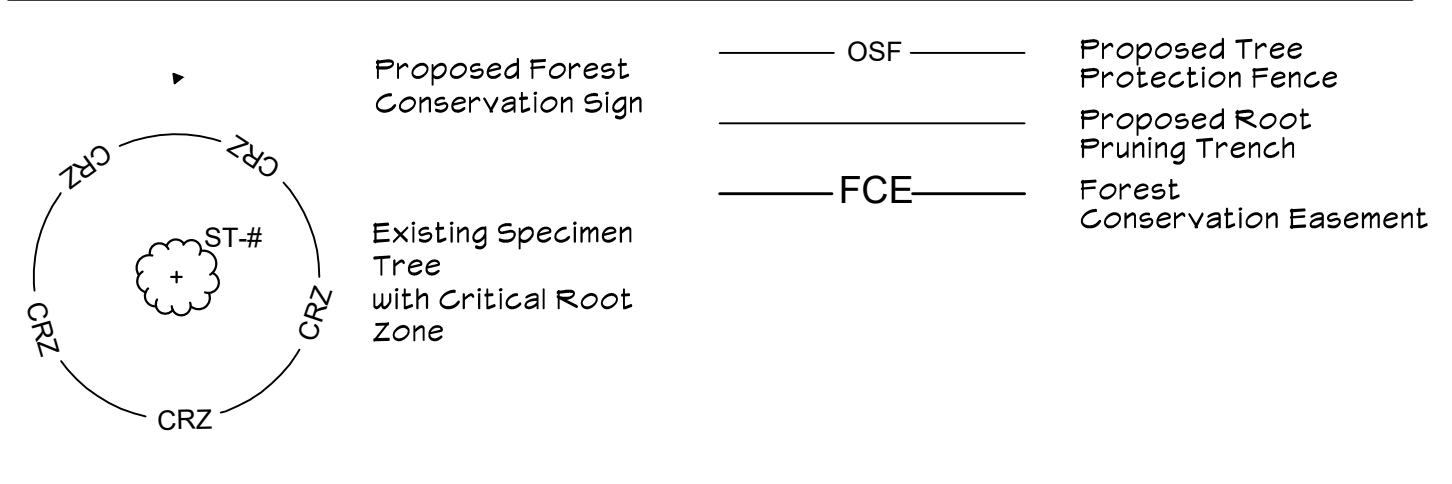 Proposed Forest
Conservation Sign
CRZ
CRZ
ST-#
CRZ
CRZ
CRZ
Existing Specimen
Tree
with Critical Root
Zone
OSF
Proposed Tree
Protection Fence
Proposed Root
Pruning Trench
FCE
Forest
Conservation Easement